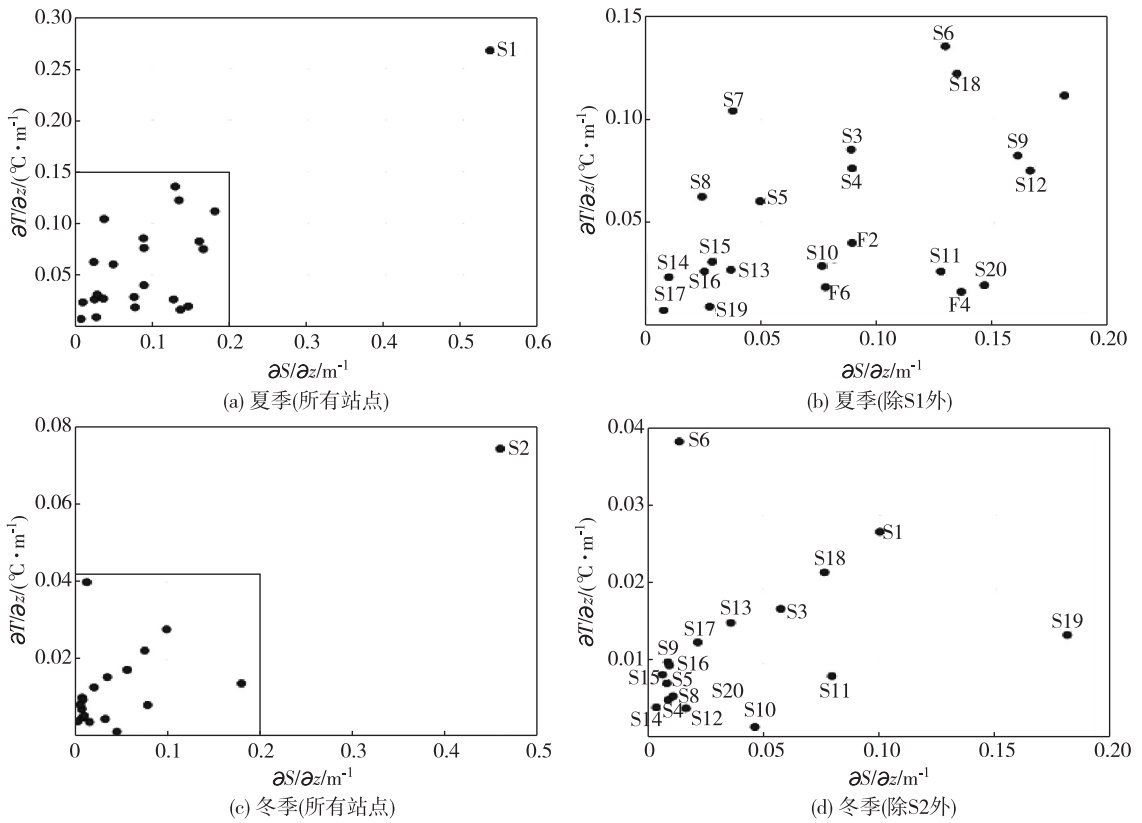 0.30
0.25
0.20
0.15
0.10
0.05
0
0.1
0.2
0.3
0.4
0.5
0.6
S1
∂T/∂z/(℃·m⁻¹)
∂S/∂z/m⁻¹
(a) 夏季(所有站点)
0.15
0.10
0.05
0
0.05
0.10
0.15
0.20
S6
S18
S7
S3
S4
S9
S12
S8
S5
F2
S15
S10
S11
S14
S16
S13
S20
S17
S19
F6
F4
∂T/∂z/(℃·m⁻¹)
∂S/∂z/m⁻¹
(b) 夏季(除S1外)
0.08
0.06
0.04
0.02
0
0.1
0.2
0.3
0.4
0.5
S2
∂T/∂z/(℃·m⁻¹)
∂S/∂z/m⁻¹
(c) 冬季(所有站点)
0.04
0.03
0.02
0.01
0
0.05
0.10
0.15
0.20
S6
S1
S18
S13
S3
S19
S17
S9
S16
S15
S5
S8
S20
S11
S14
S4
S12
S10
∂T/∂z/(℃·m⁻¹)
∂S/∂z/m⁻¹
(d) 冬季(除S2外)